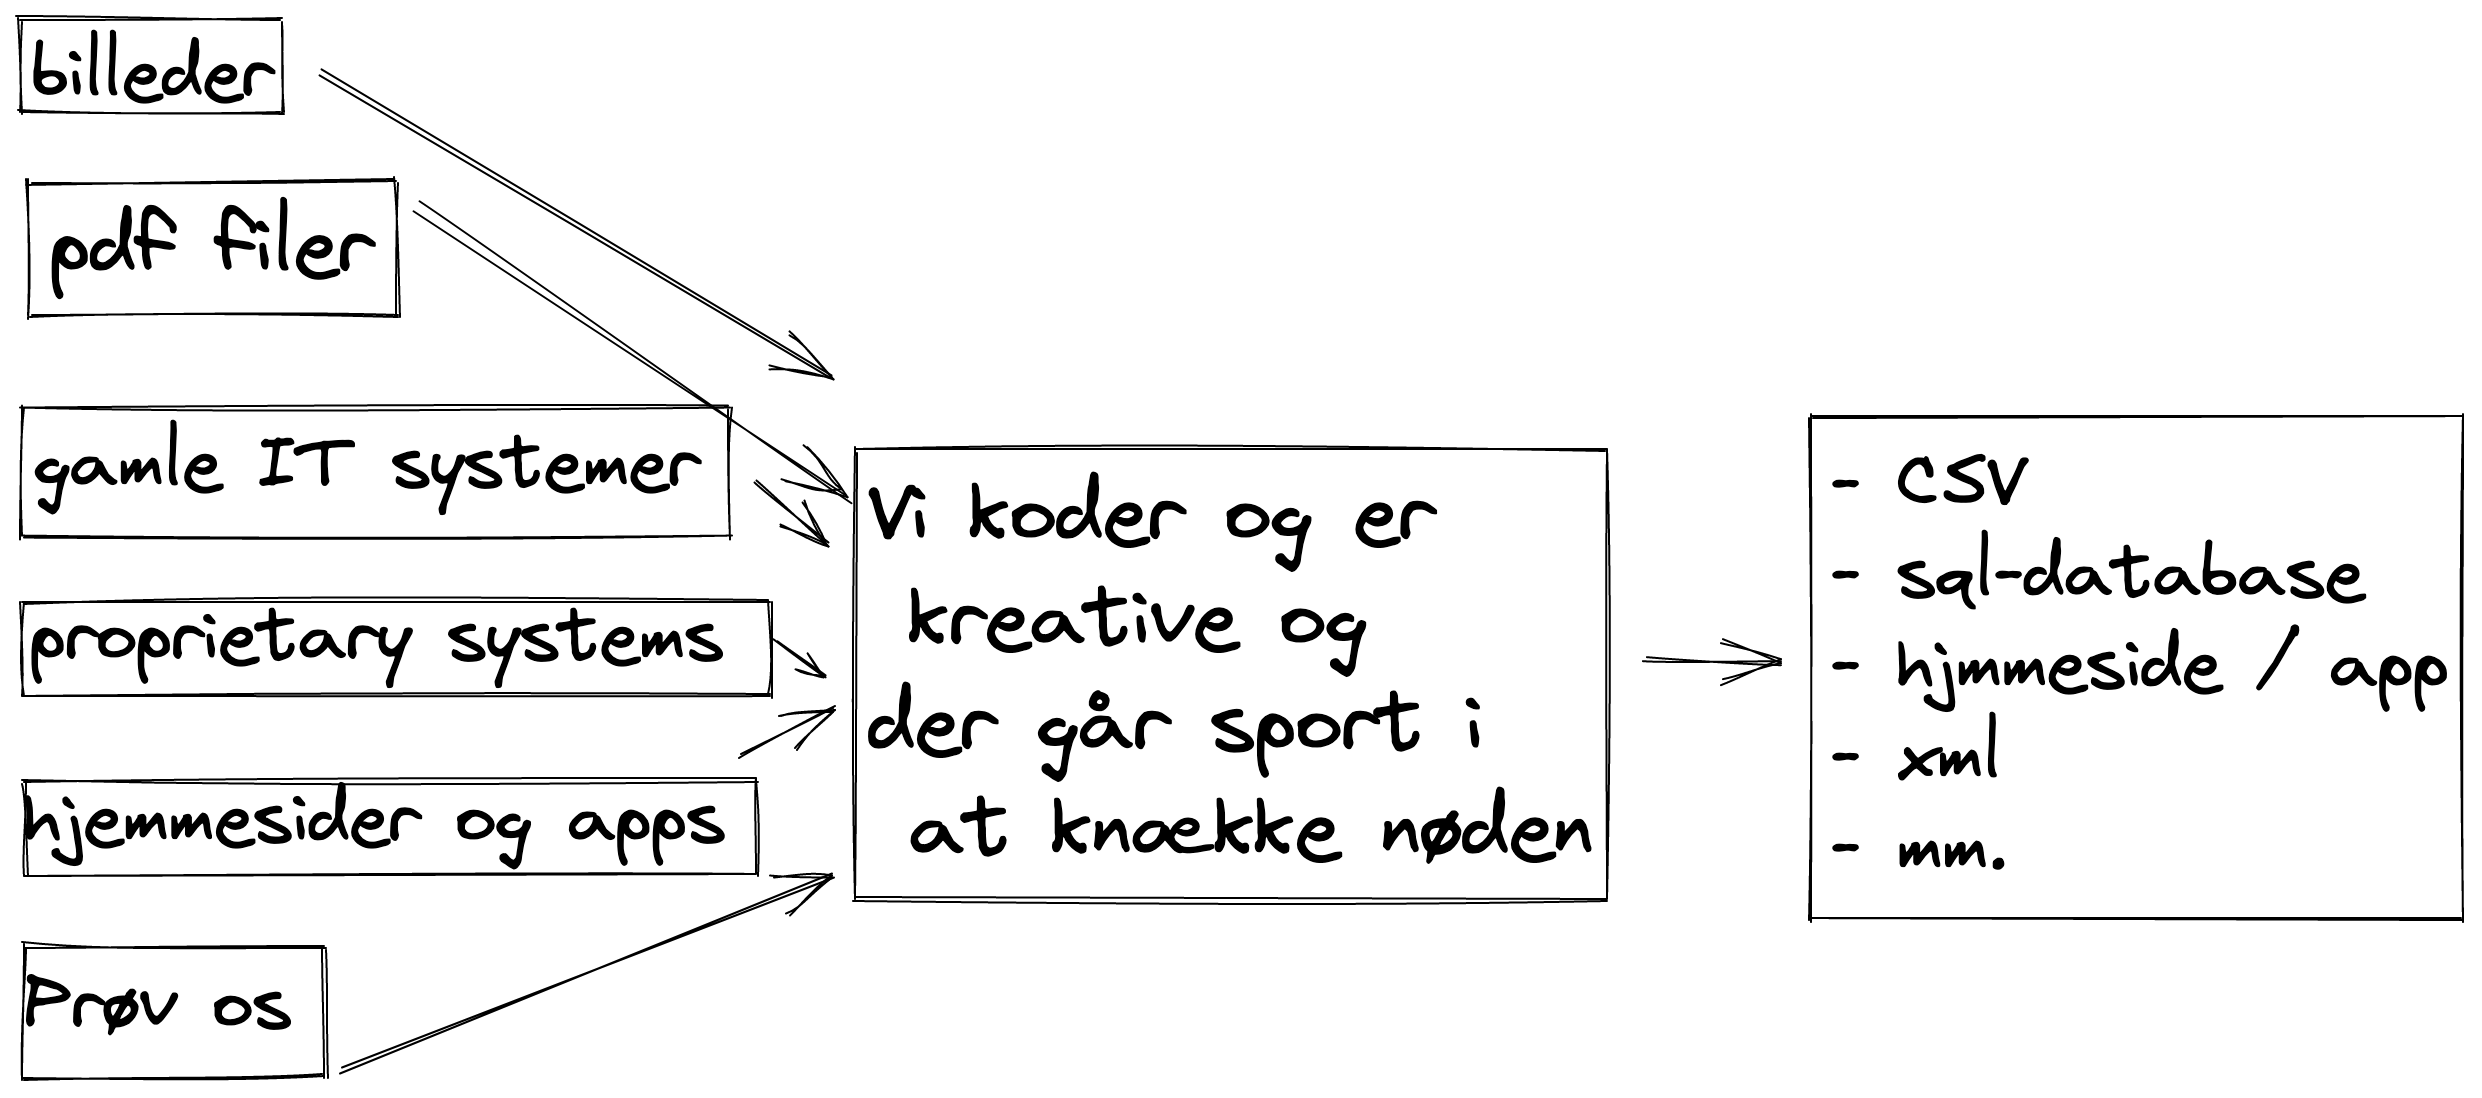 billeder
pdf filer
gamle IT systemer
proprietary systems
hjemmesider og apps
Prøv os
Vi koder og er
kreative og
der går sport i
at knække nøden
- CSV
- sql-database
- hjmmeside / app
- xml
- mm.